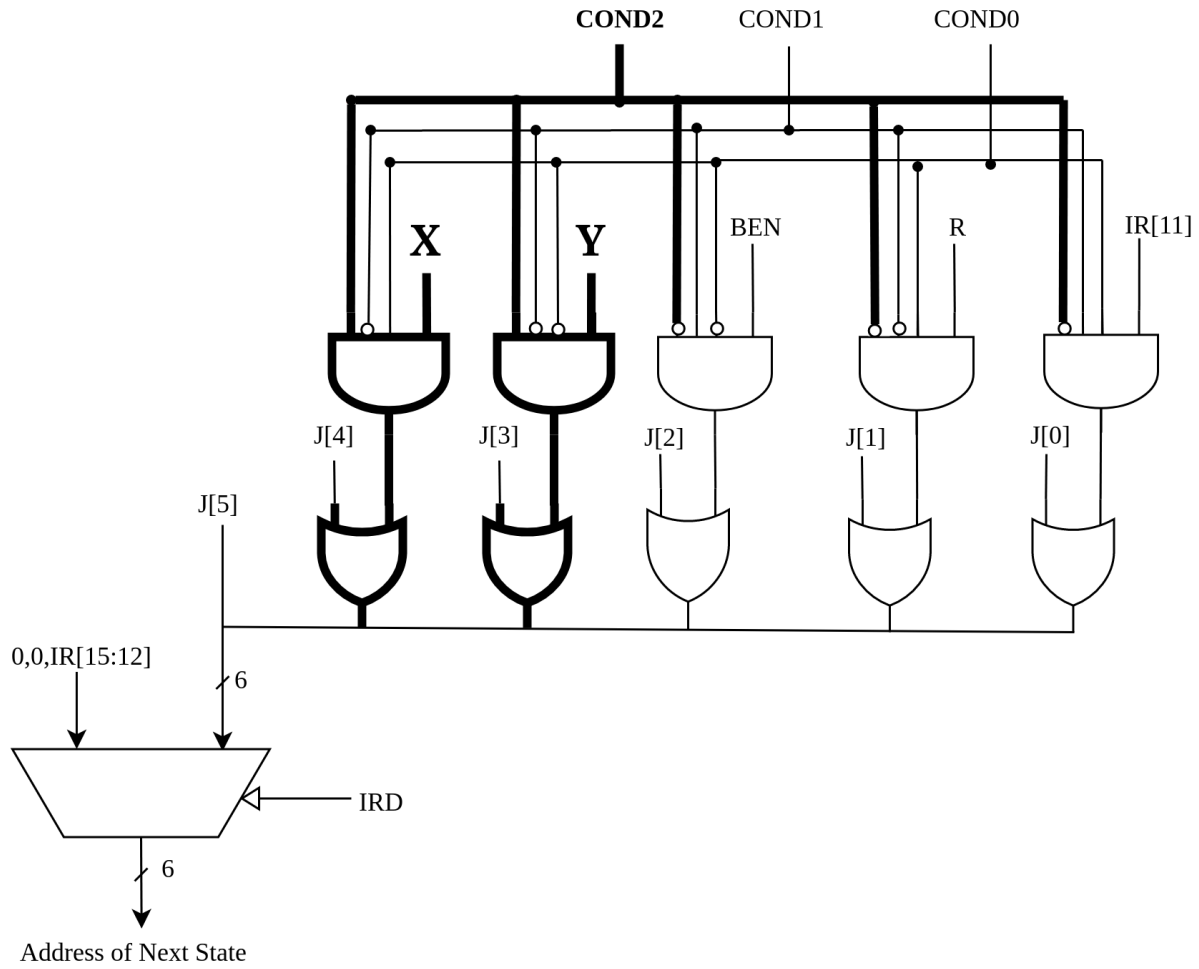 COND2 COND1 COND0
X Y BEN R IR[11]
J[4] J[3] J[2] J[1] J[0]
J[5]
0,0,IR[15:12]
6
IRD
6
Address of Next State